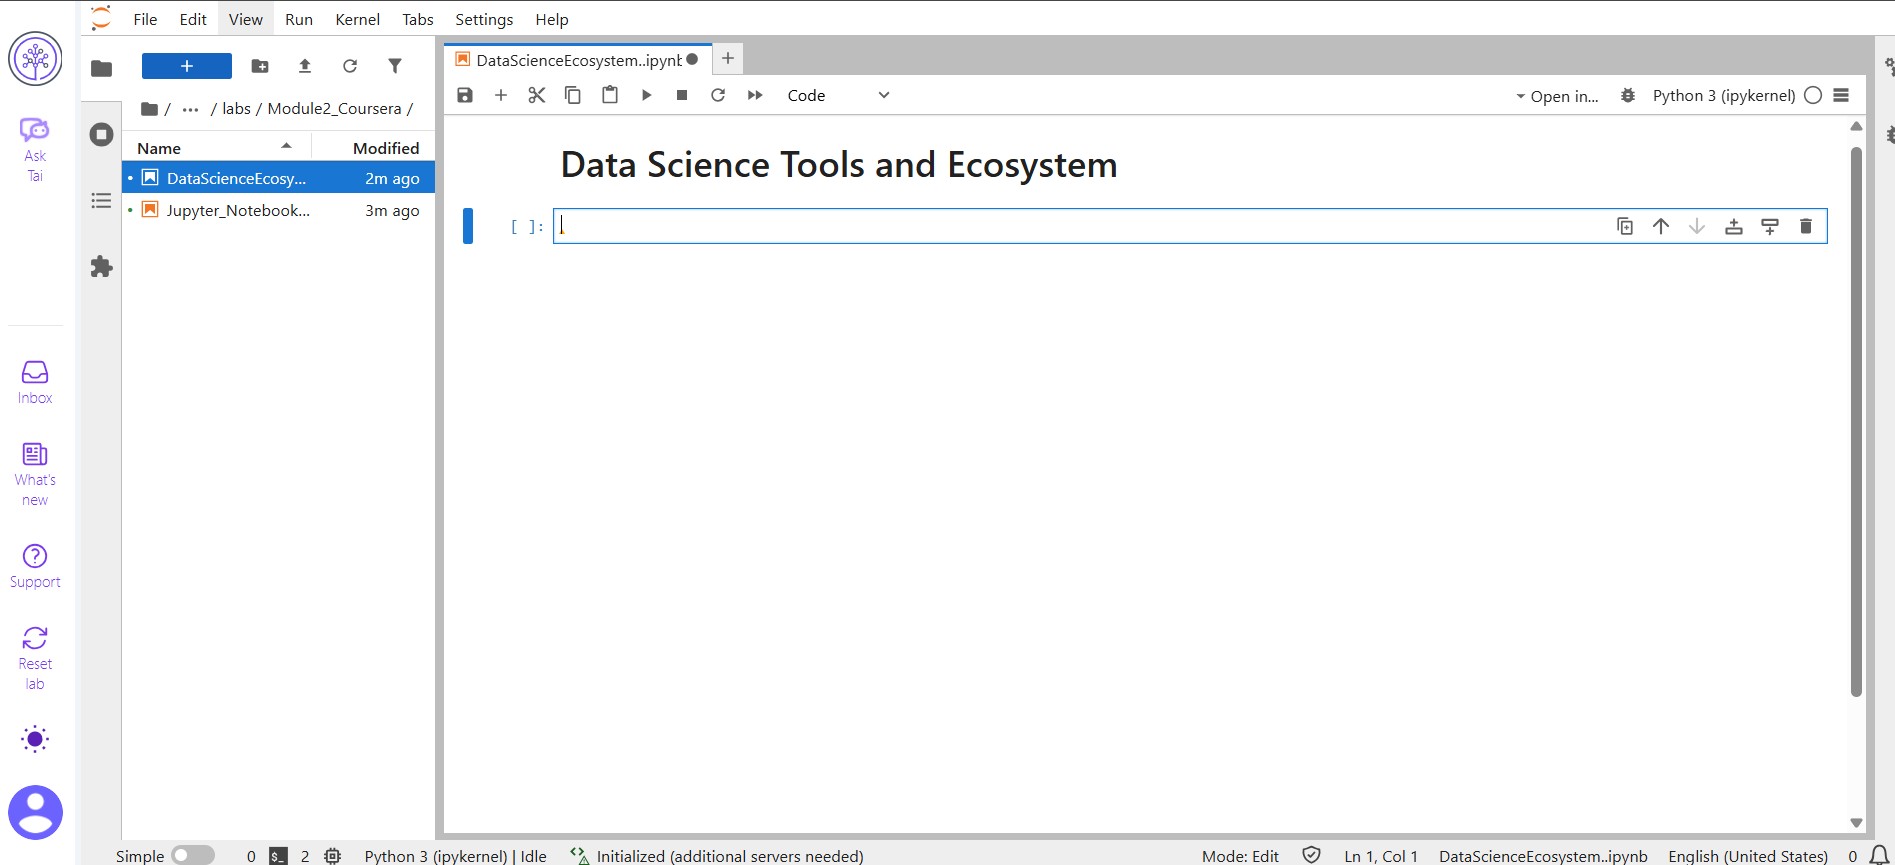 File Edit View Run Kernel Tabs Settings Help
Ask
Tai
Inbox
What's
new
Support
Reset
lab
+
/ ... / labs / Module2_Coursera /
Name Modified
DataScienceEcosy... 2m ago
Jupyter_Notebook... 3m ago
DataScienceEcosystem..ipynb
+
Code
Open in...
Python 3 (ipykernel)
Data Science Tools and Ecosystem
[ ]:
Simple 0 $_ 2 Python 3 (ipykernel) | Idle Initialized (additional servers needed) Mode: Edit Ln 1, Col 1 DataScienceEcosystem..ipynb English (United States) 0